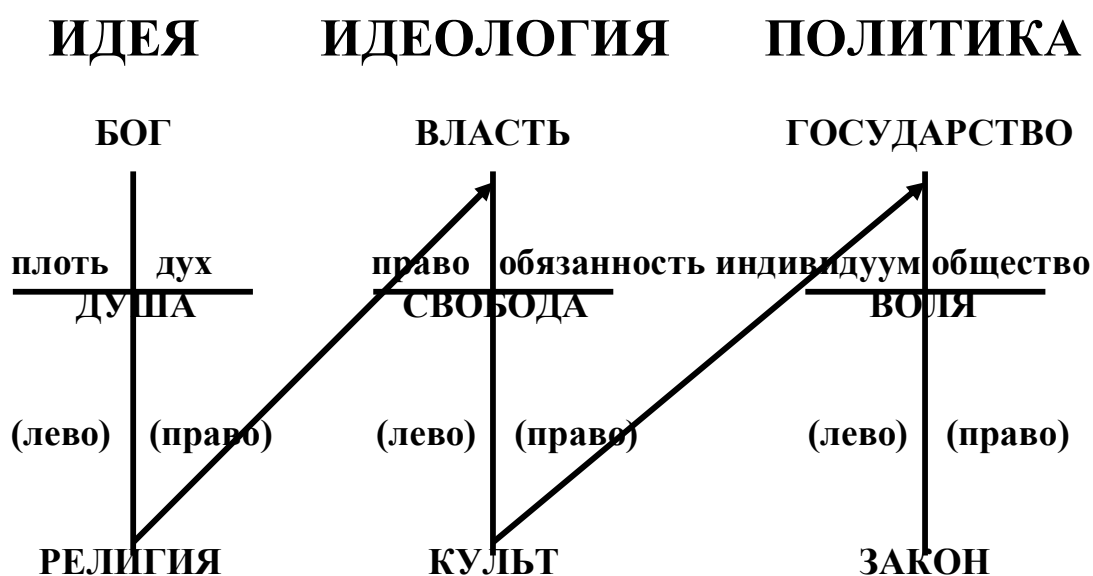 ИДЕЯ ИДЕОЛОГИЯ ПОЛИТИКА
БОГ ВЛАСТЬ ГОСУДАРСТВО
плоть дух право обязанность индивидуум общество
ДУША СВОБОДА ВОЛЯ
(лево) (право) (лево) (право) (лево) (право)
РЕЛИГИЯ КУЛЬТ ЗАКОН